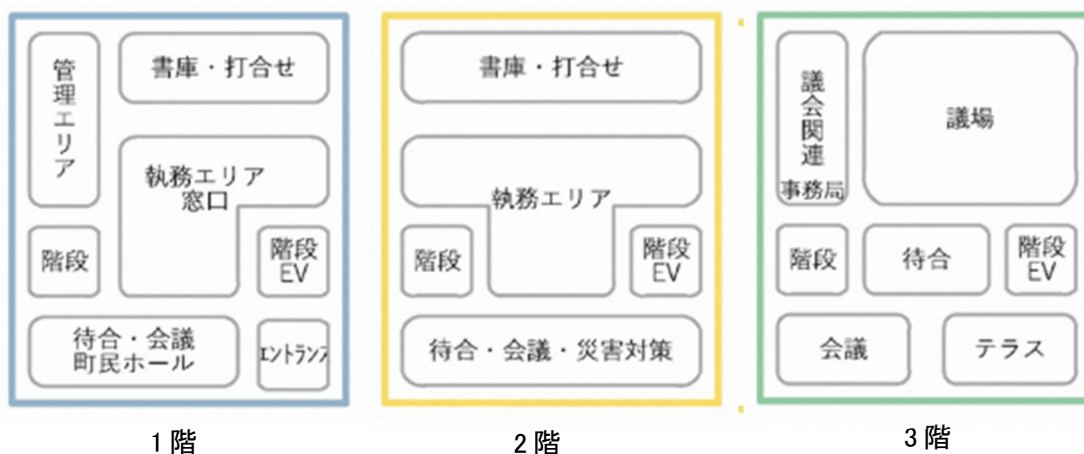 管理エリア
書庫・打合せ
執務エリア
窓口
階段
階段
EV
待合・会議
町民ホール
エントランス
1階
書庫・打合せ
執務エリア
階段
階段
EV
待合・会議・災害対策
2階
議会関連
事務局
議場
階段
待合
階段
EV
会議
テラス
3階